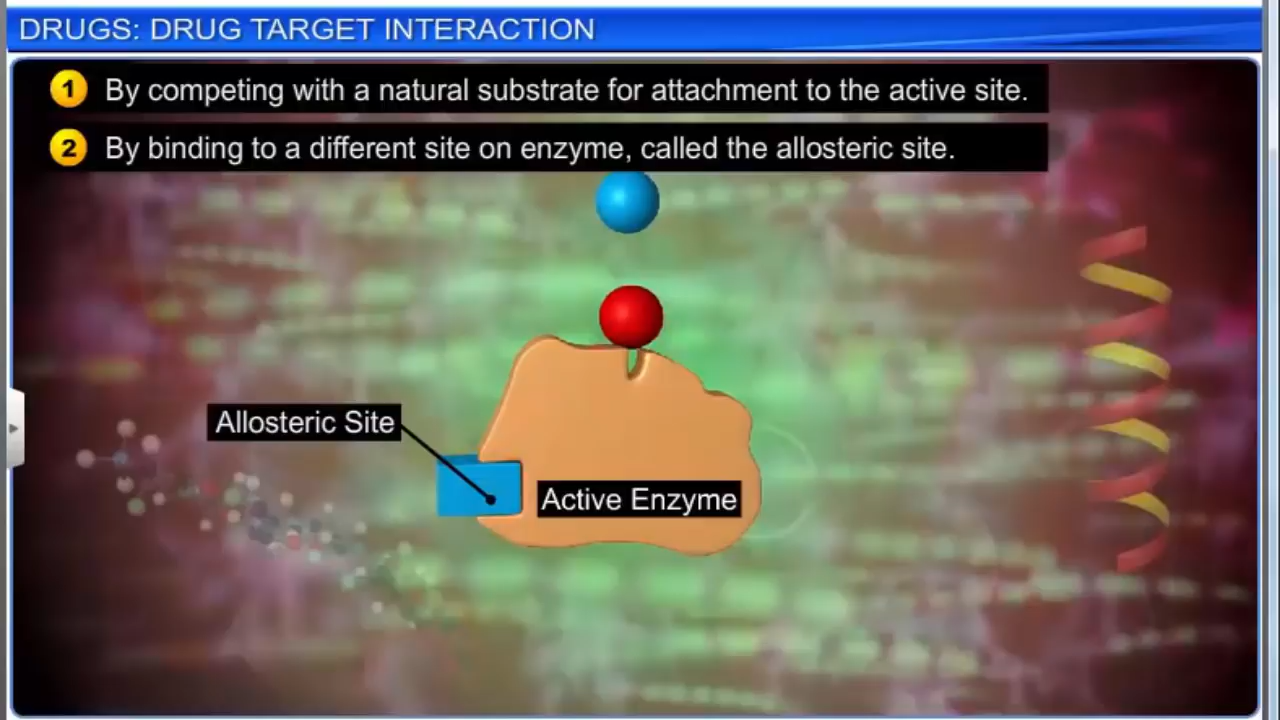 DRUGS: DRUG TARGET INTERACTION
1 By competing with a natural substrate for attachment to the active site.
2 By binding to a different site on enzyme, called the allosteric site.
Allosteric Site
Active Enzyme